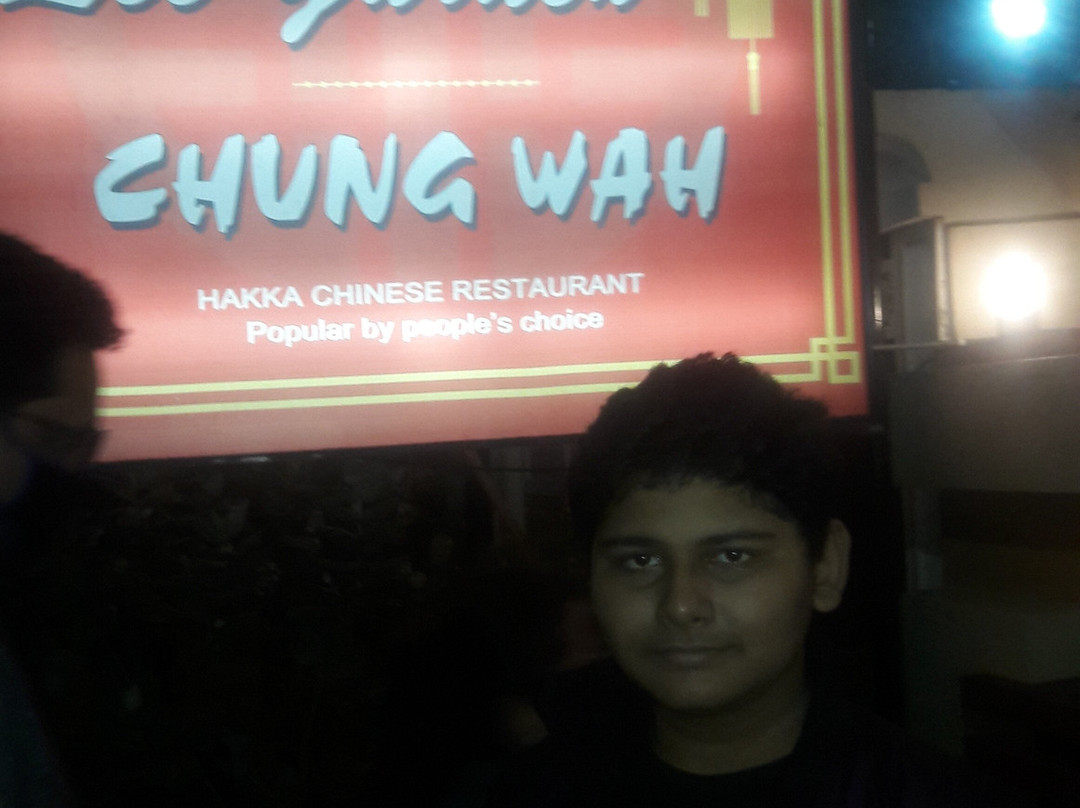 CHUNG WAH
HAKKA CHINESE RESTAURANT
Popular by people's choice